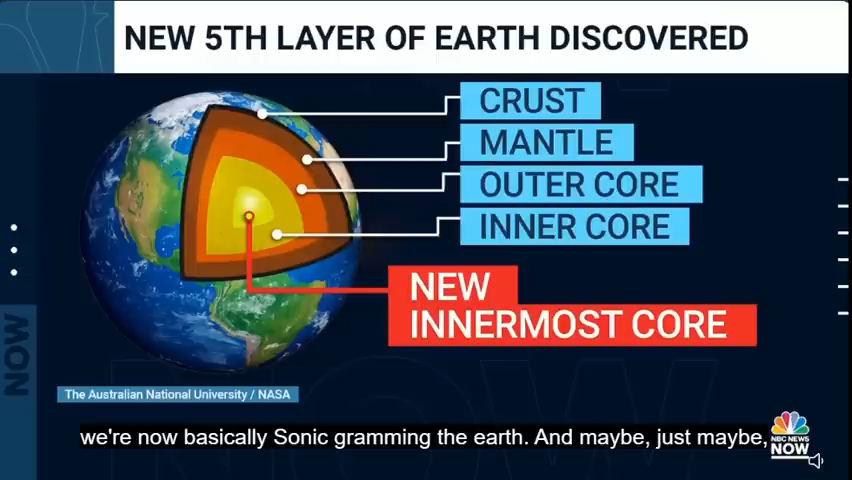 NEW 5TH LAYER OF EARTH DISCOVERED
CRUST
MANTLE
OUTER CORE
INNER CORE
NEW
INNERMOST CORE
NOW
The Australian National University / NASA
we're now basically Sonic gramming the earth. And maybe, just maybe,
NBC NEWS
NOW